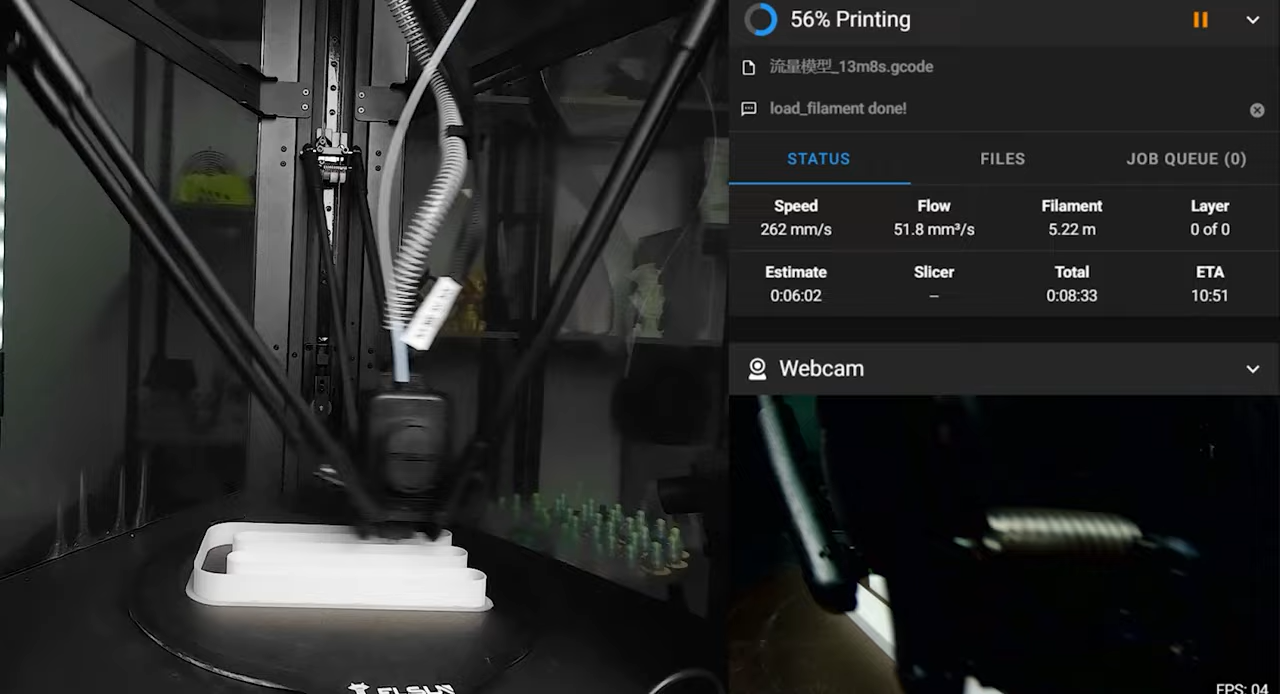 56% Printing
流量模型_13m8s.gcode
load_filament done!
STATUS FILES JOB QUEUE (0)
Speed Flow Filament Layer
262 mm/s 51.8 mm³/s 5.22 m 0 of 0
Estimate Slicer Total ETA
0:06:02 – 0:08:33 10:51
Webcam
FPS: 04